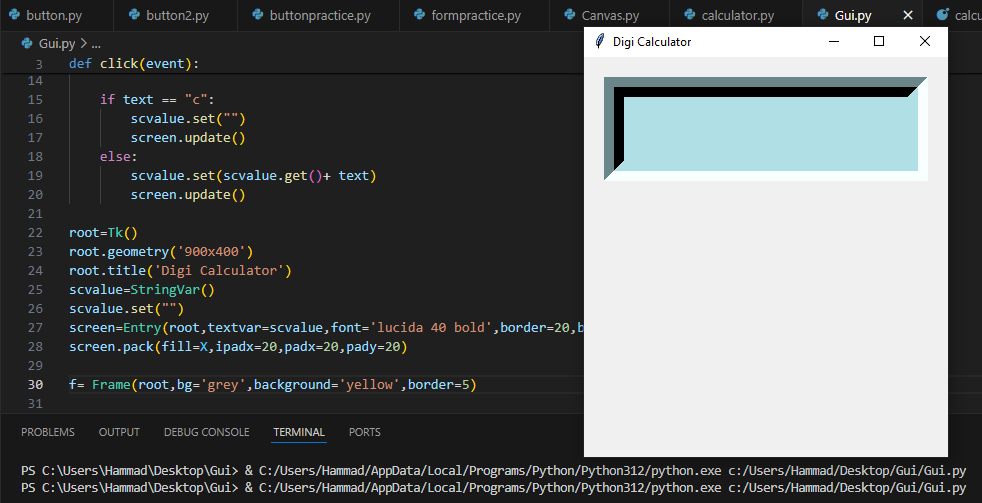 button.py button2.py buttonpractice.py formpractice.py Canvas.py calculator.py Gui.py calcu
Gui.py > ...
3 def click(event):
14
15 if text == "c":
16 scvalue.set("")
17 screen.update()
18 else:
19 scvalue.set(scvalue.get()+ text)
20 screen.update()
21
22 root=Tk()
23 root.geometry('900x400')
24 root.title('Digi Calculator')
25 scvalue=StringVar()
26 scvalue.set("")
27 screen=Entry(root,textvar=scvalue,font='lucida 40 bold',border=20,b
28 screen.pack(fill=X,ipadx=20,padx=20,pady=20)
29
30 f= Frame(root,bg='grey',background='yellow',border=5)
31
Digi Calculator
PROBLEMS OUTPUT DEBUG CONSOLE TERMINAL PORTS
PS C:\Users\Hammad\Desktop\Gui> & C:/Users/Hammad/AppData/Local/Programs/Python/Python312/python.exe c:/Users/Hammad/Desktop/Gui/Gui.py
PS C:\Users\Hammad\Desktop\Gui> & C:/Users/Hammad/AppData/Local/Programs/Python/Python312/python.exe c:/Users/Hammad/Desktop/Gui/Gui.py